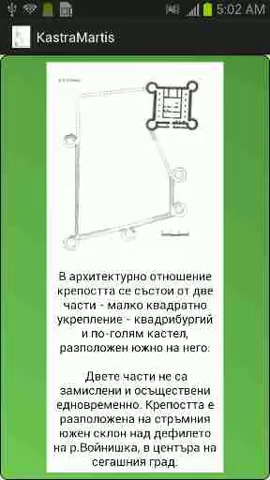 5:02 AM
KastraMartis
В архитектурно отношение
крепостта се състои от две
части - малко квадратно
укрепление - квадрибургий
и по-голям кастел,
разположен южно на него.
Двете части не са
замислени и осъществени
едновременно. Крепостта е
разположена на стръмния
южен склон над дефилето
на р.Войнишка, в центъра на
сегашния град.